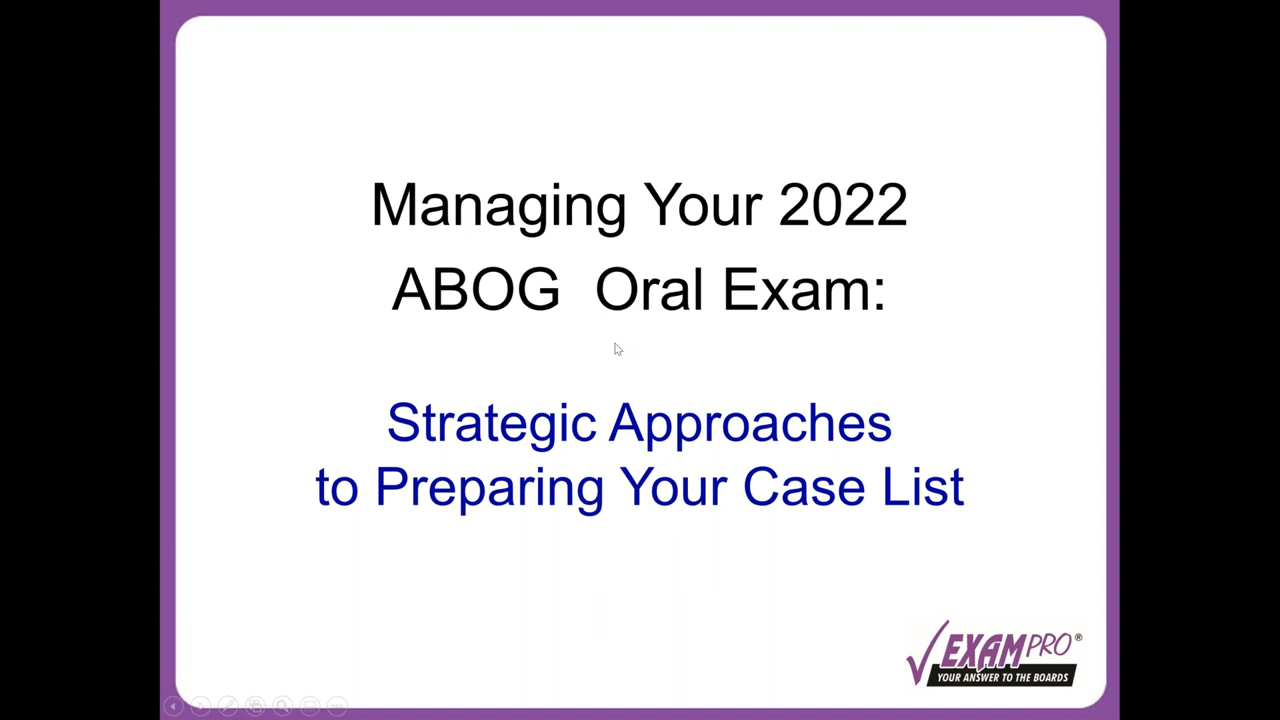 Managing Your 2022
ABOG  Oral Exam:
Strategic Approaches
to Preparing Your Case List
EXAMPRO®
YOUR ANSWER TO THE BOARDS